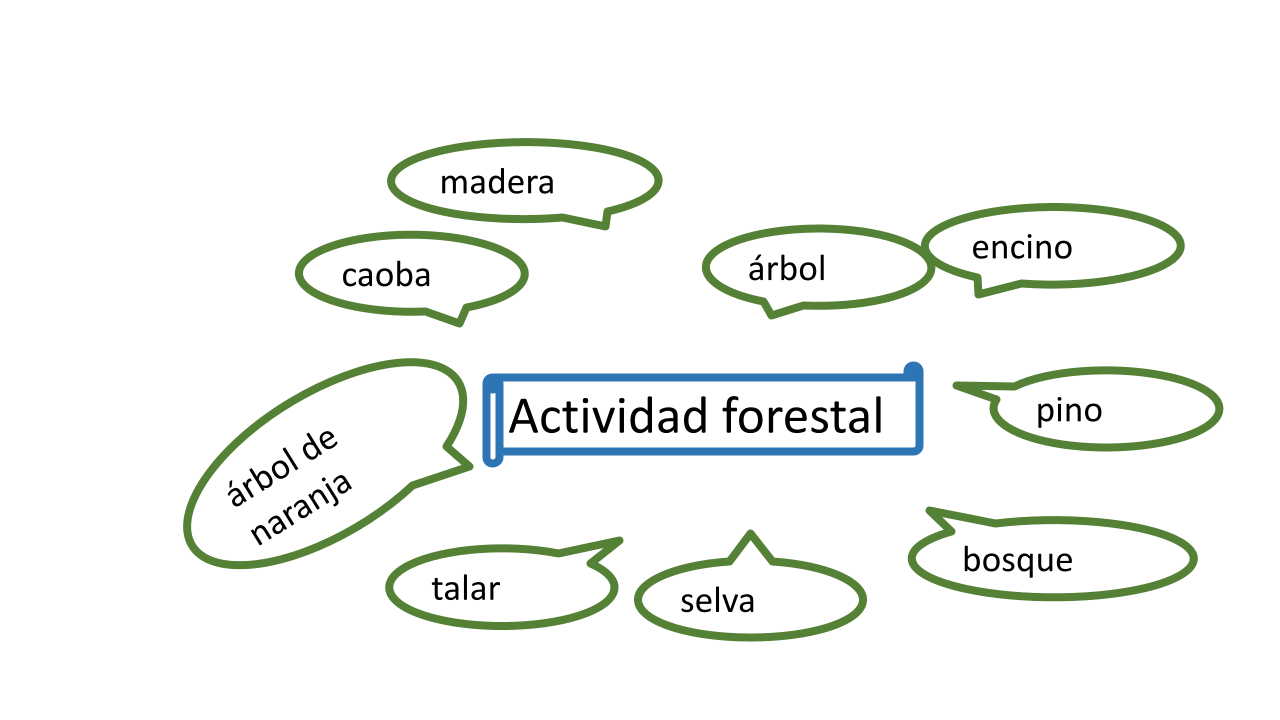 madera
encino
árbol
caoba
Actividad forestal
pino
árbol de
naranja
bosque
talar
selva